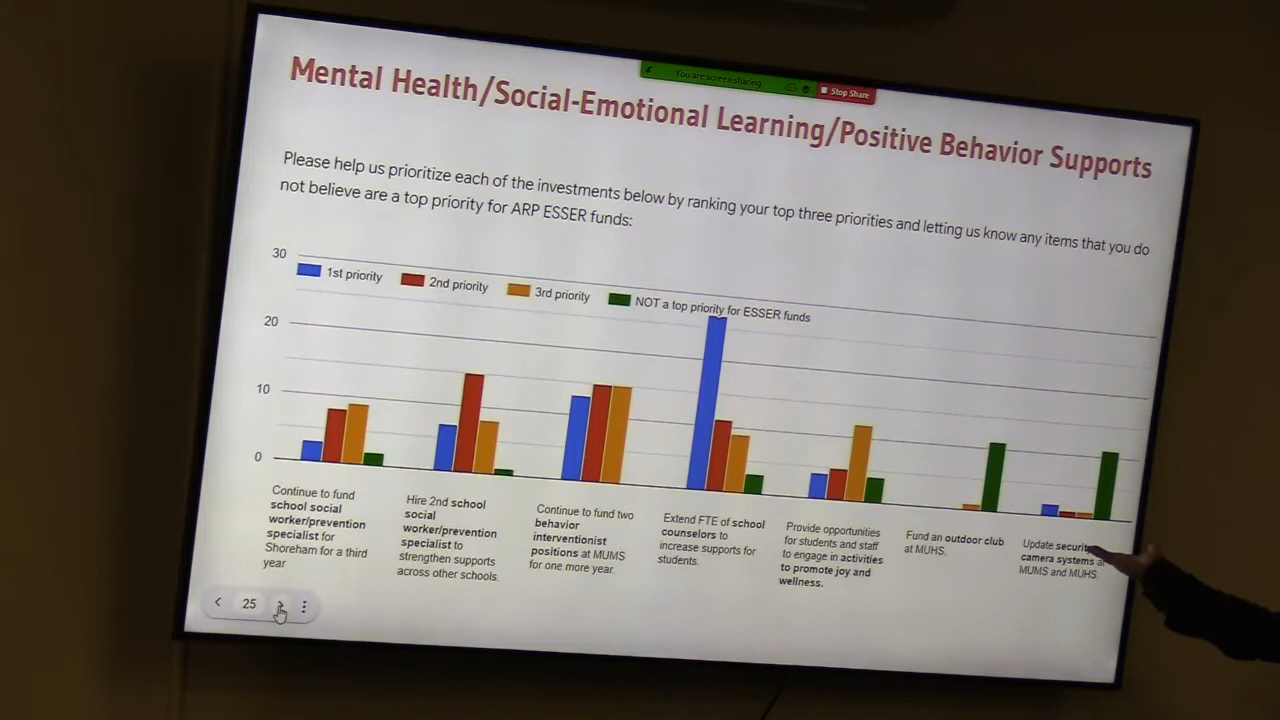 You are screen sharing
Stop Share
Mental Health/Social-Emotional Learning/Positive Behavior Supports
Please help us prioritize each of the investments below by ranking your top three priorities and letting us know any items that you do
not believe are a top priority for ARP ESSER funds:
30
1st priority
2nd priority
3rd priority
NOT a top priority for ESSER funds
20
10
0
Continue to fund
school social
worker/prevention
specialist for
Shoreham for a third
year
Hire 2nd school
social
worker/prevention
specialist to
strengthen supports
across other schools.
Continue to fund two
behavior
interventionist
positions at MUMS
for one more year.
Extend FTE of school
counselors to
increase supports for
students.
Provide opportunities
for students and staff
to engage in activities
to promote joy and
wellness.
Fund an outdoor club
at MUHS.
Update security
camera systems at
MUMS and MUHS.
25